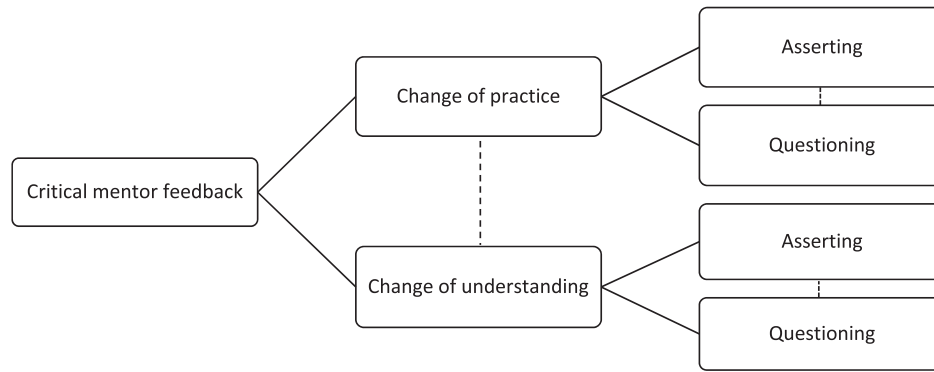 Critical mentor feedback
Change of practice
Asserting
Questioning
Change of understanding
Asserting
Questioning